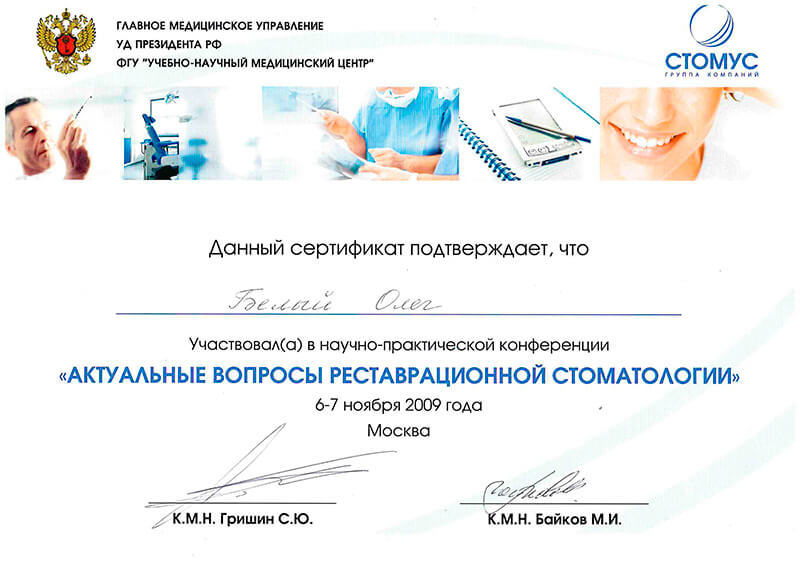 ГЛАВНОЕ МЕДИЦИНСКОЕ УПРАВЛЕНИЕ
УД ПРЕЗИДЕНТА РФ
ФГУ "УЧЕБНО-НАУЧНЫЙ МЕДИЦИНСКИЙ ЦЕНТР"
СТОМУС
ГРУППА КОМПАНИЙ
Данный сертификат подтверждает, что
Белый Олег
Участвовал(а) в научно-практической конференции
«АКТУАЛЬНЫЕ ВОПРОСЫ РЕСТАВРАЦИОННОЙ СТОМАТОЛОГИИ»
6-7 ноября 2009 года
Москва
К.М.Н. Гришин С.Ю.
К.М.Н. Байков М.И.